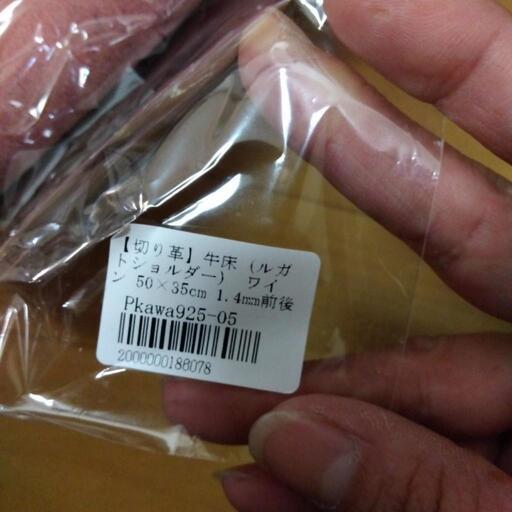 【切り革】牛床（ルガ
トショルダー） ワイ
ン 50×35cm 1.4mm前後
Pkawa925-05
2000000186078